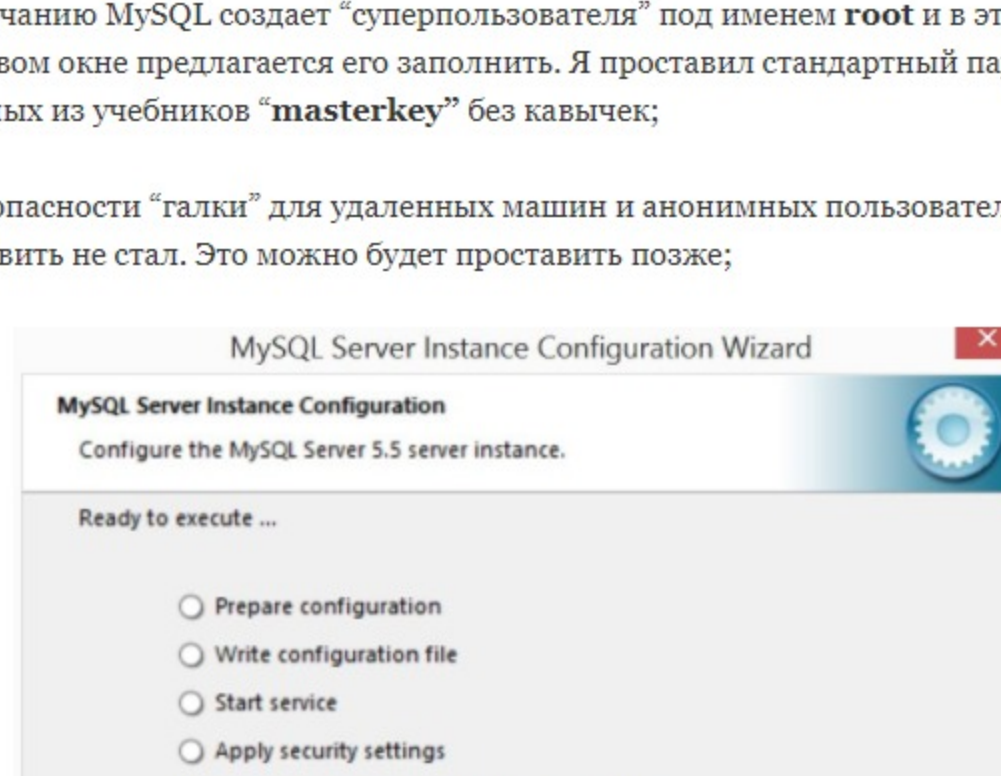 чанию MySQL создает “суперпользователя” под именем root и в эт
вом окне предлагается его заполнить. Я проставил стандартный па
ых из учебников “masterkey” без кавычек;
опасности “галки” для удаленных машин и анонимных пользовател
вить не стал. Это можно будет проставить позже;
MySQL Server Instance Configuration Wizard
MySQL Server Instance Configuration
Configure the MySQL Server 5.5 server instance.
Ready to execute ...
Prepare configuration
Write configuration file
Start service
Apply security settings